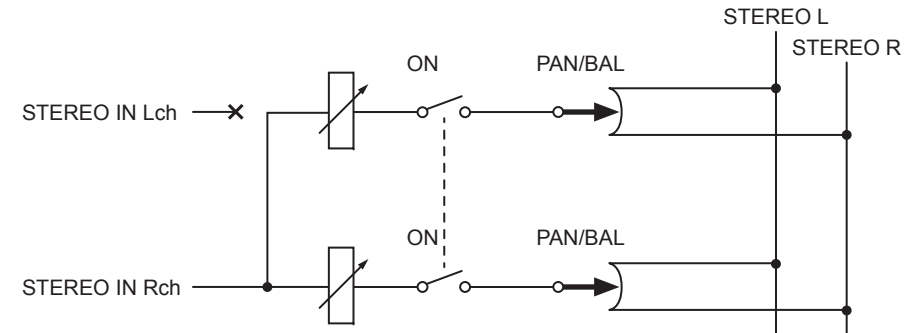 STEREO L
STEREO R
ON
PAN/BAL
STEREO IN Lch
ON
PAN/BAL
STEREO IN Rch